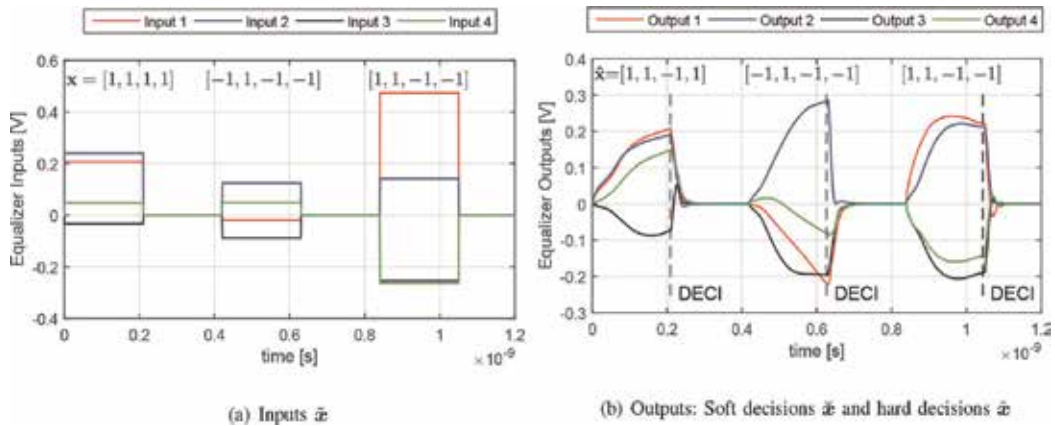 Input 1 Input 2 Input 3 Input 4
x = [1, 1, 1, 1] [-1, 1, -1, -1] [1, 1, -1, -1]
Equalizer Inputs [V]
0.4
0.2
0
-0.2
-0.4
0 0.2 0.4 0.6 0.8 1 1.2
time [s]
×10⁻⁹
(a) Inputs x̃
Output 1 Output 2 Output 3 Output 4
x̂=[1, 1, -1, 1] [-1, 1, -1, -1] [1, 1, -1, -1]
Equalizer Outputs [V]
0.4
0.3
0.2
0.1
0
-0.1
-0.2
-0.3
DECI DECI DECI
0 0.2 0.4 0.6 0.8 1 1.2
time [s]
×10⁻⁹
(b) Outputs: Soft decisions x̆ and hard decisions x̂